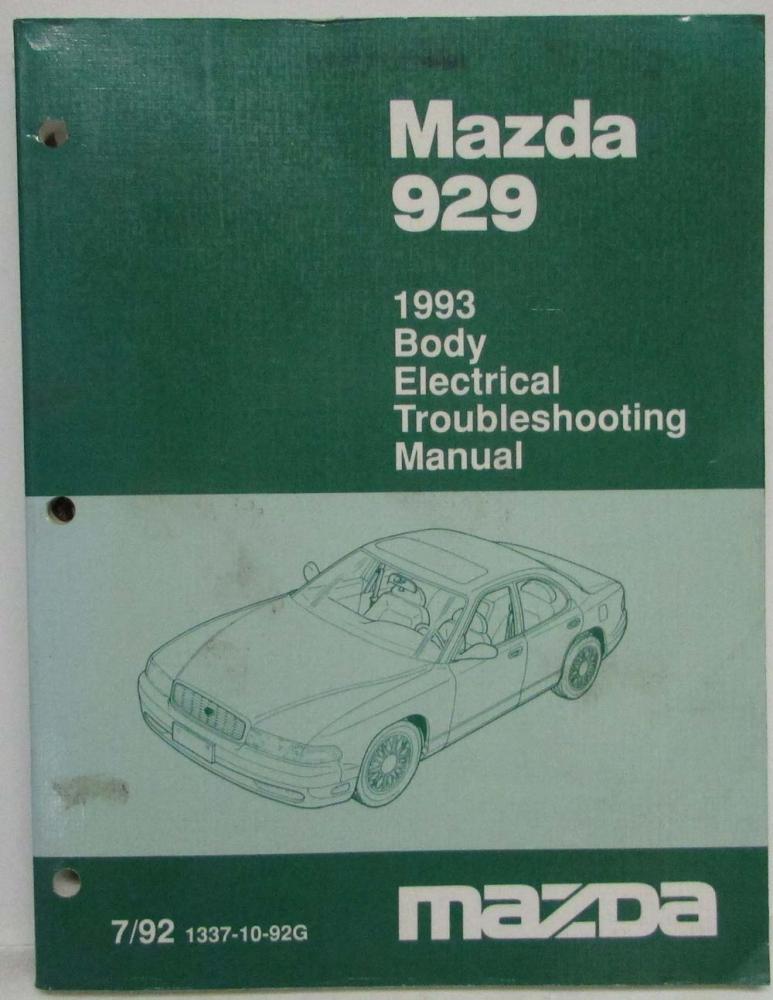 Mazda
929
1993
Body
Electrical
Troubleshooting
Manual
7/92 1337-10-92G
mazda